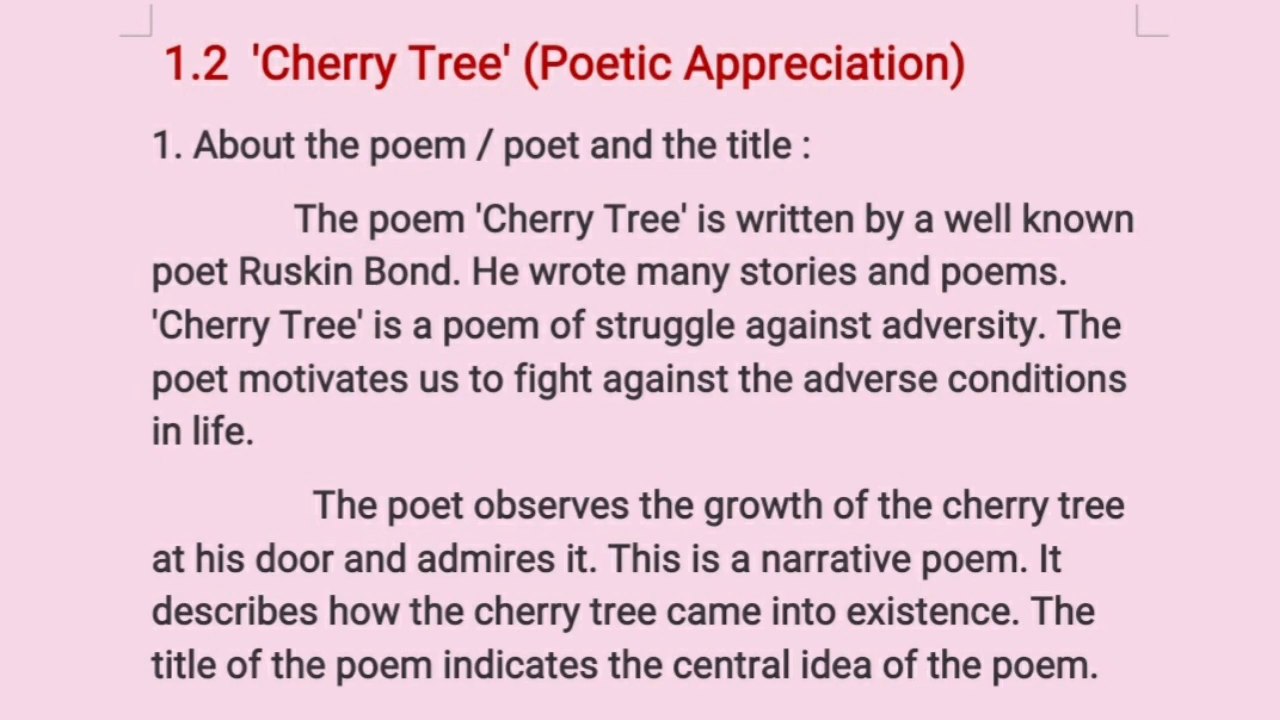 1.2 'Cherry Tree' (Poetic Appreciation)
1. About the poem / poet and the title :
The poem 'Cherry Tree' is written by a well known
poet Ruskin Bond. He wrote many stories and poems.
'Cherry Tree' is a poem of struggle against adversity. The
poet motivates us to fight against the adverse conditions
in life.
The poet observes the growth of the cherry tree
at his door and admires it. This is a narrative poem. It
describes how the cherry tree came into existence. The
title of the poem indicates the central idea of the poem.